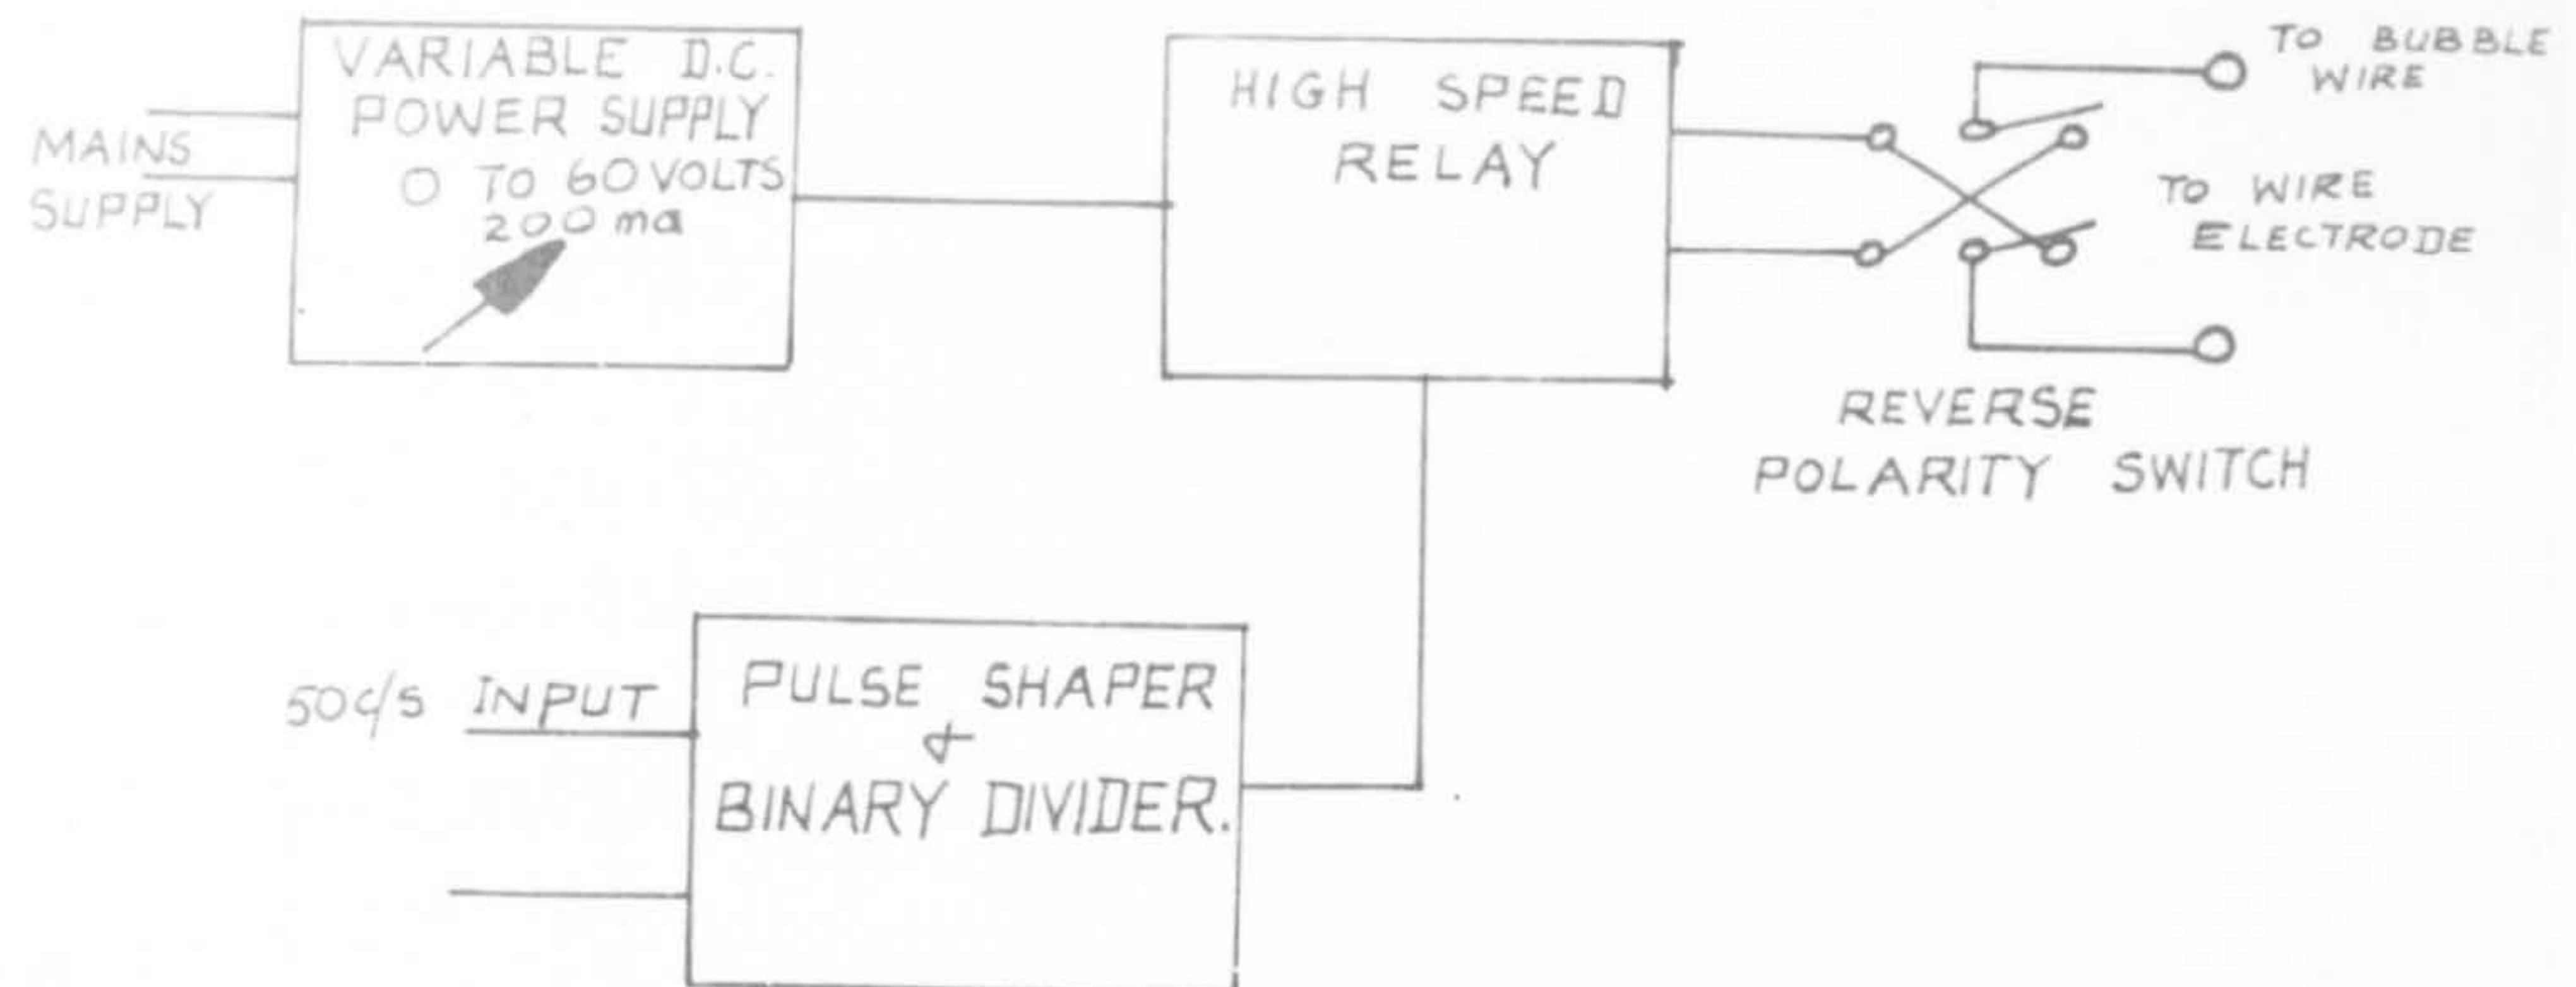 MAINS
SUPPLY
VARIABLE D.C.
POWER SUPPLY
0 TO 60 VOLTS
200 ma
HIGH SPEED
RELAY
TO BUBBLE
WIRE
TO WIRE
ELECTRODE
REVERSE
POLARITY SWITCH
50c/s INPUT
PULSE SHAPER
&
BINARY DIVIDER.